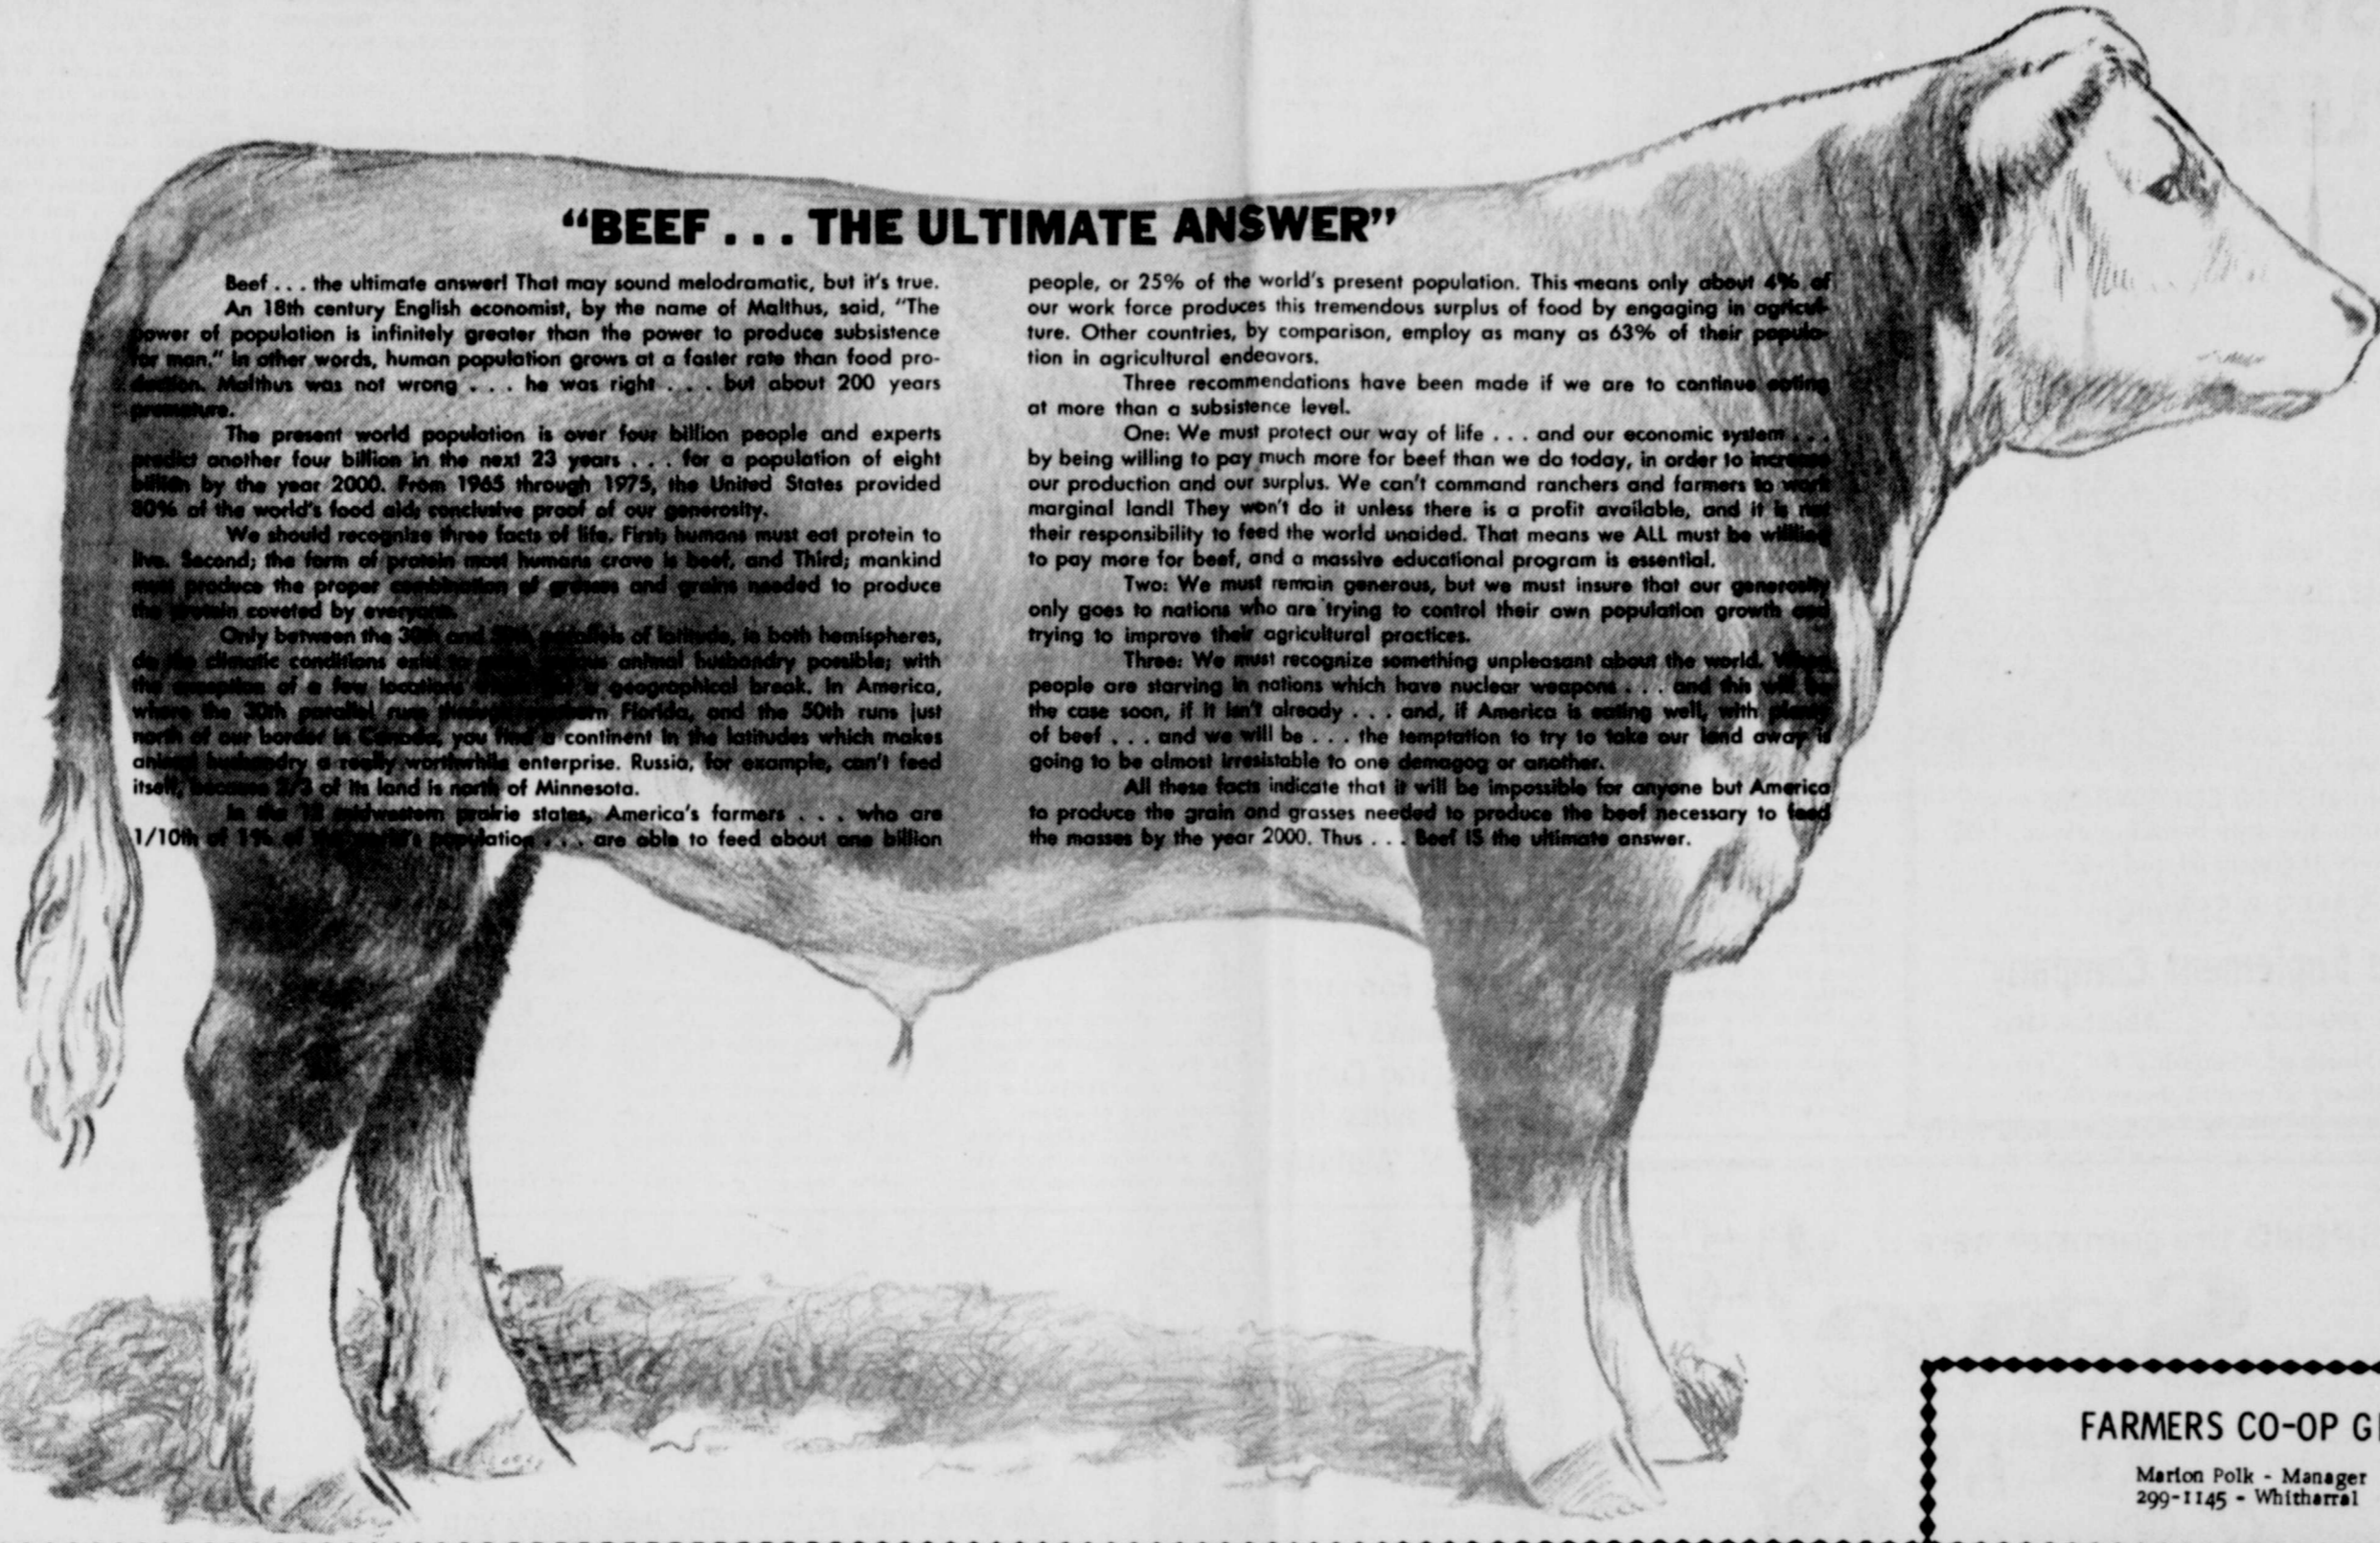 “BEEF . . . THE ULTIMATE ANSWER”
Beef . . . the ultimate answer! That may sound melodramatic, but it's true.
An 18th century English economist, by the name of Malthus, said, “The
power of population is infinitely greater than the power to produce subsistence
for man.” In other words, human population grows at a faster rate than food pro-
duction. Malthus was not wrong . . . he was right . . . but about 200 years
premature.
The present world population is over four billion people and experts
predict another four billion in the next 23 years . . . for a population of eight
billion by the year 2000. From 1965 through 1975, the United States provided
80% of the world's food aid; conclusive proof of our generosity.
We should recognize three facts of life. First; humans must eat protein to
live. Second; the form of protein most humans crave is beef, and Third; mankind
must produce the proper combination of grasses and grains needed to produce
the protein coveted by everyone.
Only between the 30th and 50th parallels of latitude, in both hemispheres,
do the climatic conditions exist to animal husbandry possible; with
the exception of a few locations geographical break. In America,
where the 30th parallel runs through Florida, and the 50th runs just
north of our border in Canada, you find a continent in the latitudes which makes
animal husbandry a really worthwhile enterprise. Russia, for example, can't feed
itself, because 2/3 of its land is north of Minnesota.
In the midwestern prairie states, America's farmers . . . who are
1/10th of 1% of the world's population . . . are able to feed about one billion
people, or 25% of the world's present population. This means only about 4% of
our work force produces this tremendous surplus of food by engaging in agricul-
ture. Other countries, by comparison, employ as many as 63% of their popula-
tion in agricultural endeavors.
Three recommendations have been made if we are to continue eating
at more than a subsistence level.
One: We must protect our way of life . . . and our economic system . . .
by being willing to pay much more for beef than we do today, in order to increase
our production and our surplus. We can't command ranchers and farmers to work
marginal land! They won't do it unless there is a profit available, and it is not
their responsibility to feed the world unaided. That means we ALL must be willing
to pay more for beef, and a massive educational program is essential.
Two: We must remain generous, but we must insure that our generosity
only goes to nations who are trying to control their own population growth and
trying to improve their agricultural practices.
Three: We must recognize something unpleasant about the world. When
people are starving in nations which have nuclear weapons . . . and this will be
the case soon, if it isn't already . . . and, if America is eating well, with plenty
of beef . . . and we will be . . . the temptation to try to take our land away is
going to be almost irresistable to one demagog or another.
All these facts indicate that it will be impossible for anyone but America
to produce the grain and grasses needed to produce the beef necessary to feed
the masses by the year 2000. Thus . . . Beef IS the ultimate answer.
FARMERS CO-OP
Marion Polk - Manager
299-1145 - Whitharral